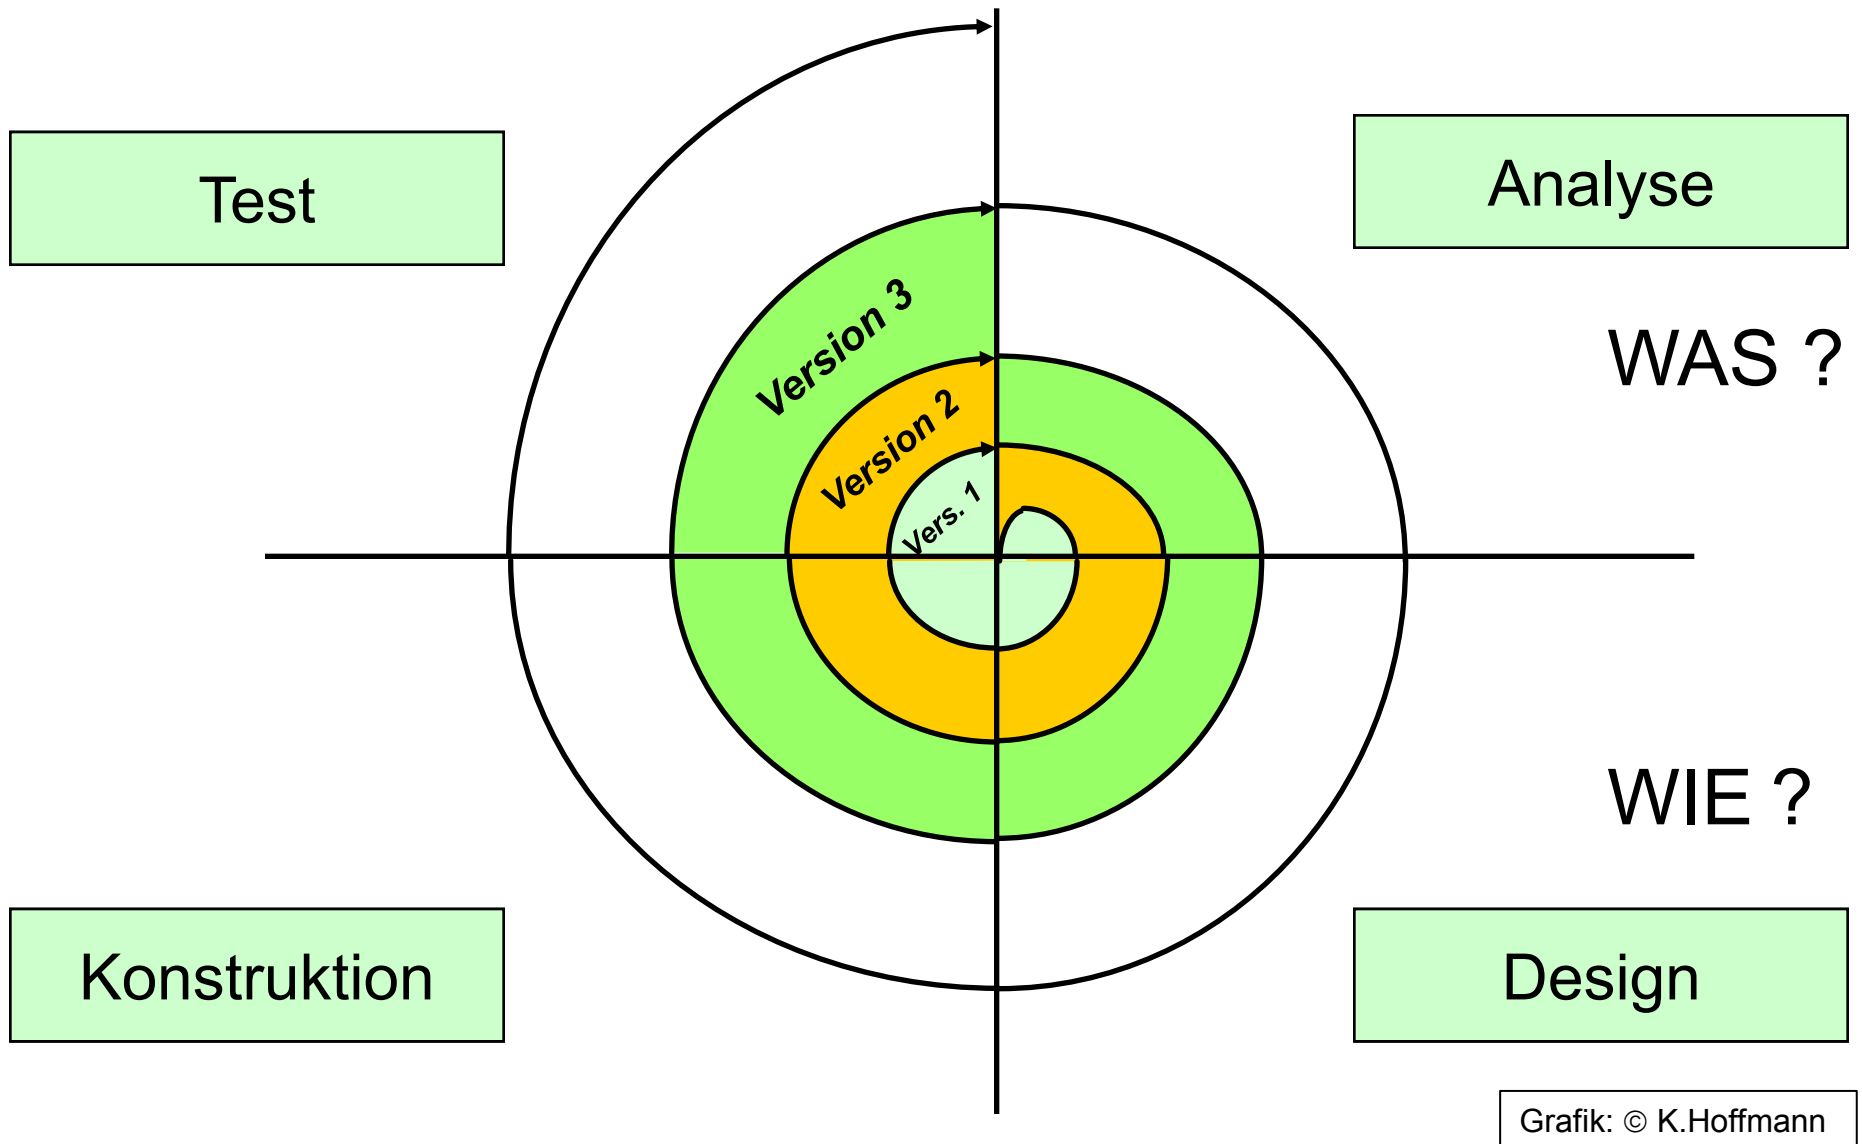 Test
Analyse
WAS ?
Version 3
Version 2
Vers. 1
WIE ?
Konstruktion
Design
Grafik: © K.Hoffmann